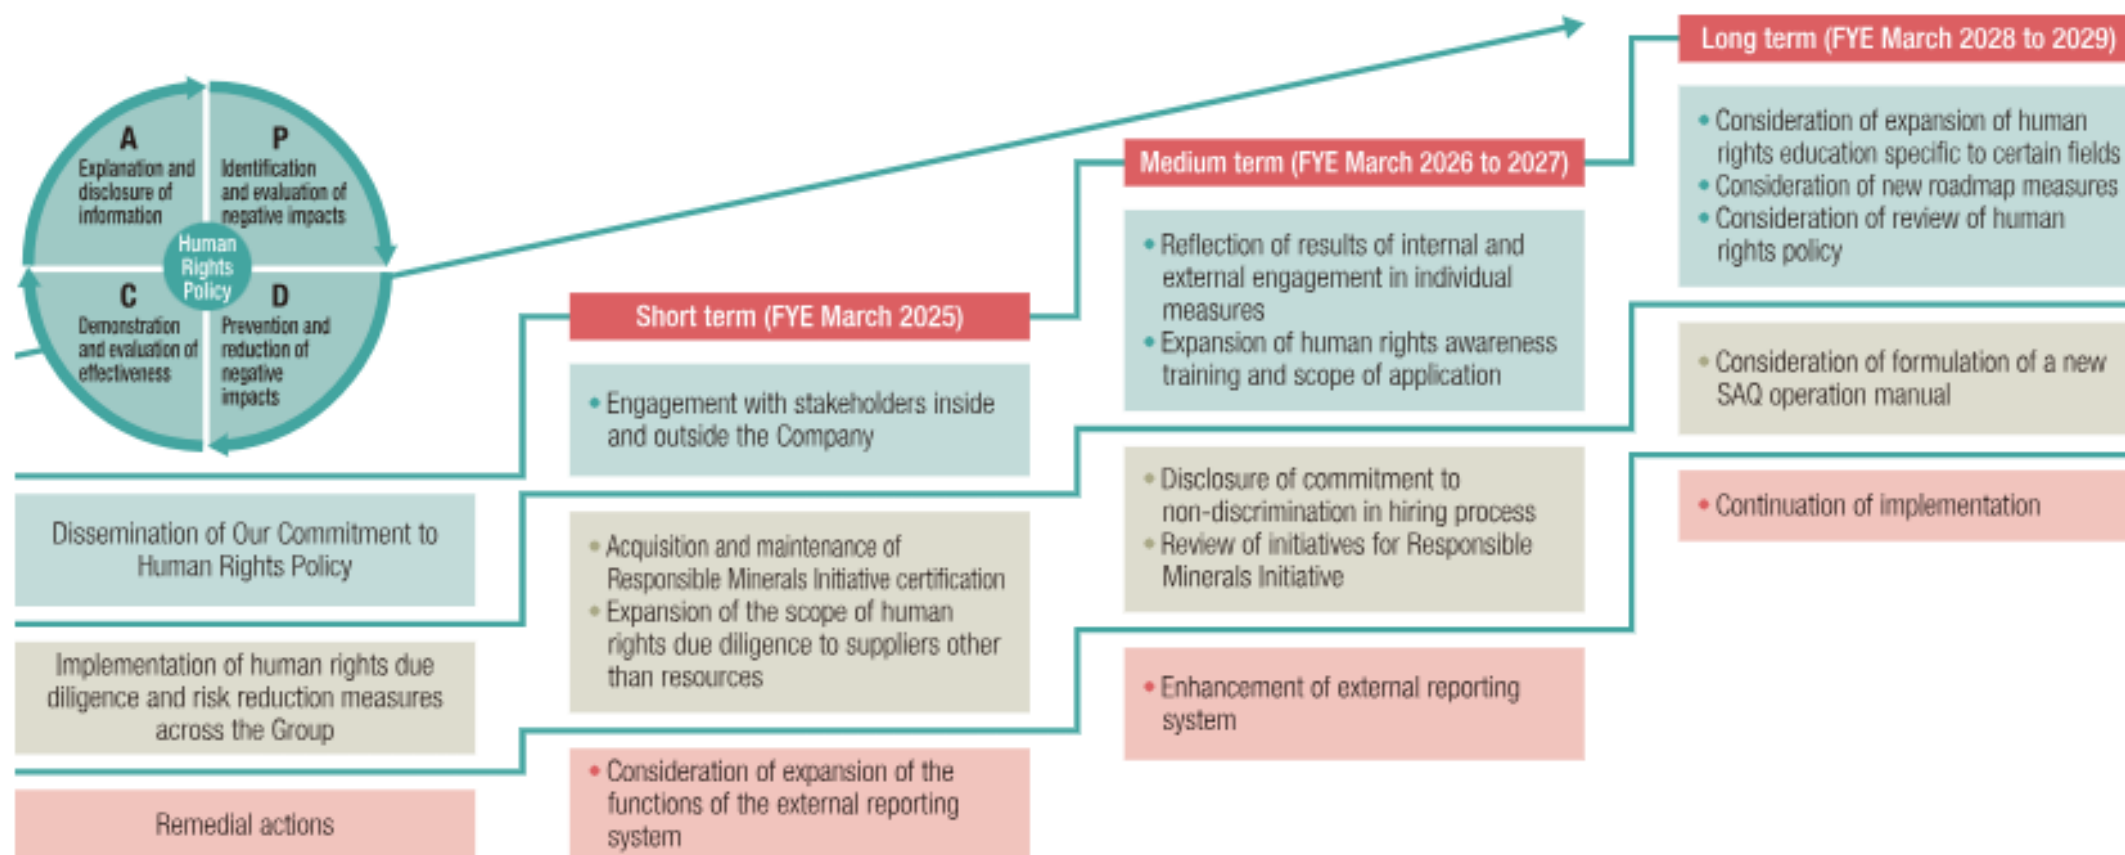 A
Explanation and
disclosure of
information
P
Identification
and evaluation of
negative impacts
Human
Rights
Policy
C
Demonstration
and evaluation of
effectiveness
D
Prevention and
reduction of
negative
impacts
Dissemination of Our Commitment to
Human Rights Policy
Implementation of human rights due
diligence and risk reduction measures
across the Group
Remedial actions
Short term (FYE March 2025)
• Engagement with stakeholders inside
and outside the Company
• Acquisition and maintenance of
Responsible Minerals Initiative certification
• Expansion of the scope of human
rights due diligence to suppliers other
than resources
• Consideration of expansion of the
functions of the external reporting
system
Medium term (FYE March 2026 to 2027)
• Reflection of results of internal and
external engagement in individual
measures
• Expansion of human rights awareness
training and scope of application
• Disclosure of commitment to
non-discrimination in hiring process
• Review of initiatives for Responsible
Minerals Initiative
• Enhancement of external reporting
system
Long term (FYE March 2028 to 2029)
• Consideration of expansion of human
rights education specific to certain fields
• Consideration of new roadmap measures
• Consideration of review of human
rights policy
• Consideration of formulation of a new
SAQ operation manual
• Continuation of implementation